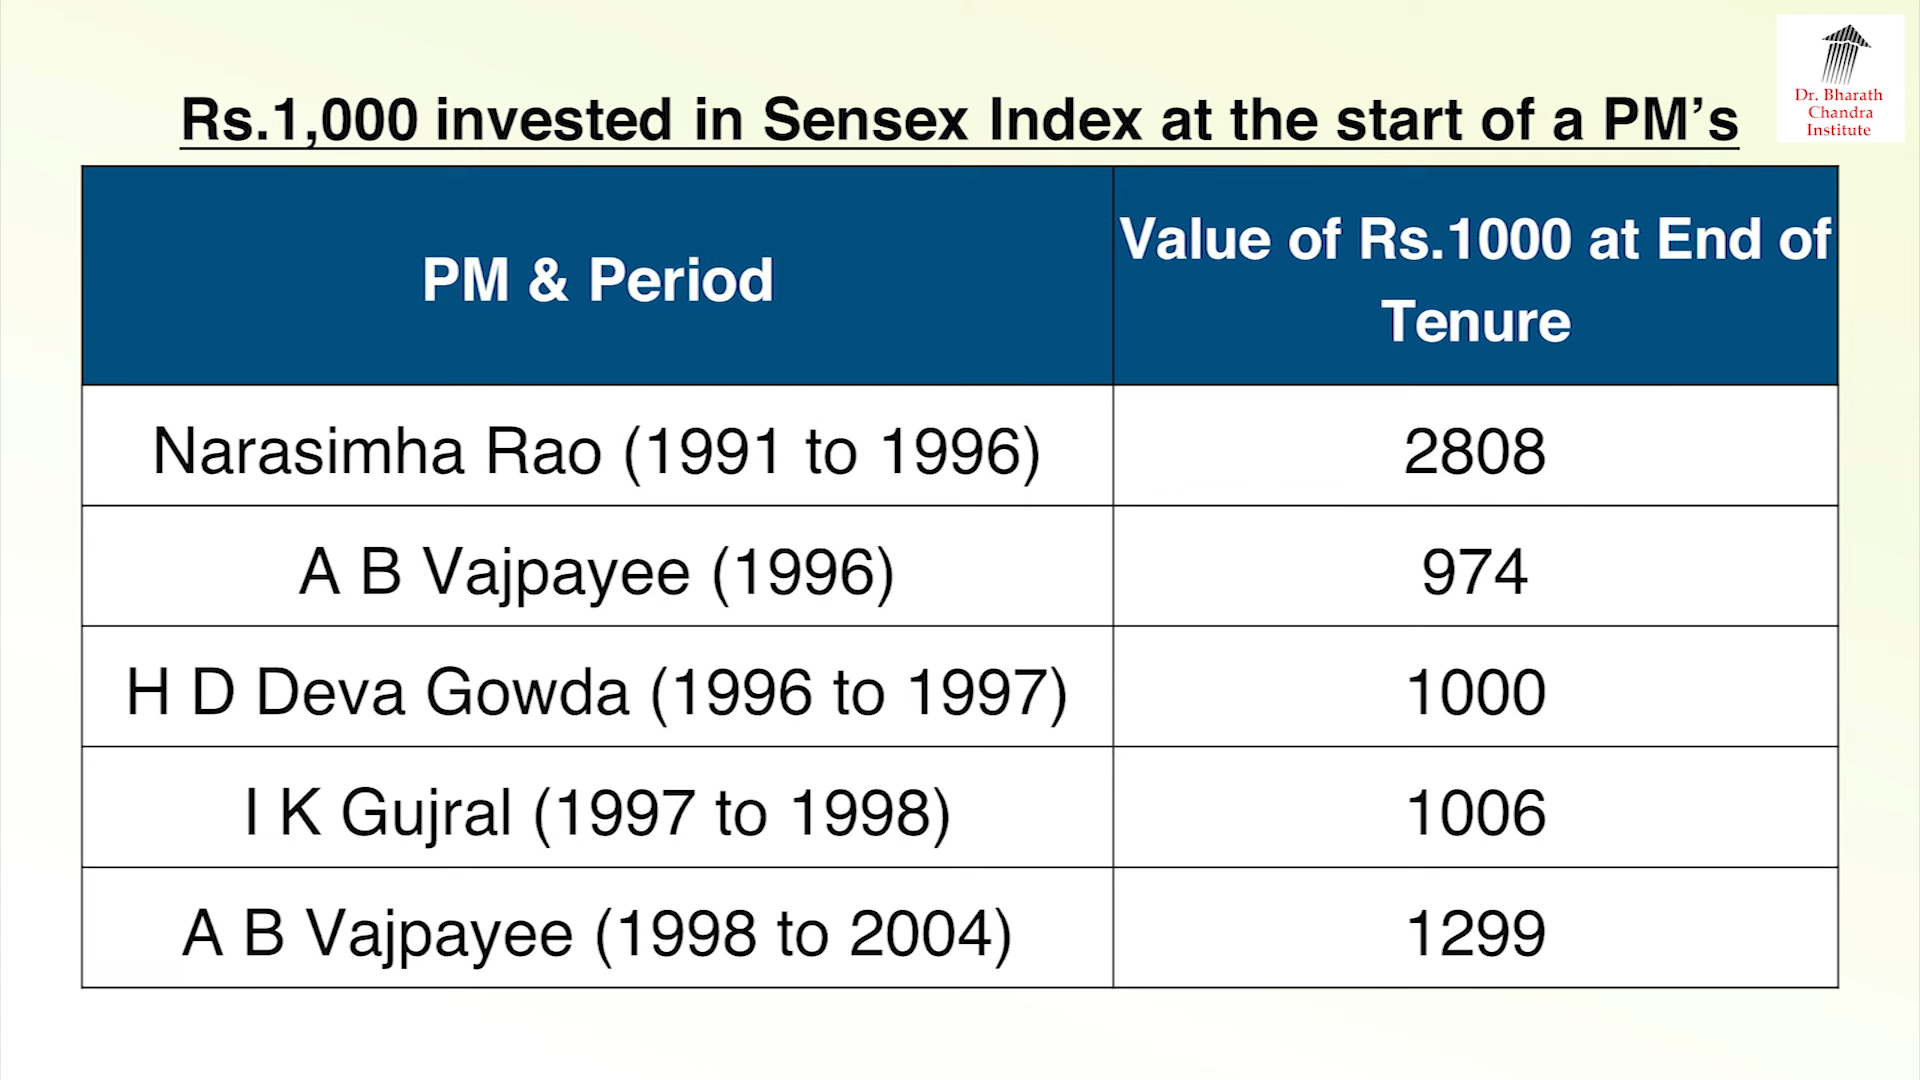 Dr. Bharath
Chandra
Institute
Rs.1,000 invested in Sensex Index at the start of a PM’s
PM & Period
Value of Rs.1000 at End of
Tenure
Narasimha Rao (1991 to 1996)
2808
A B Vajpayee (1996)
974
H D Deva Gowda (1996 to 1997)
1000
I K Gujral (1997 to 1998)
1006
A B Vajpayee (1998 to 2004)
1299